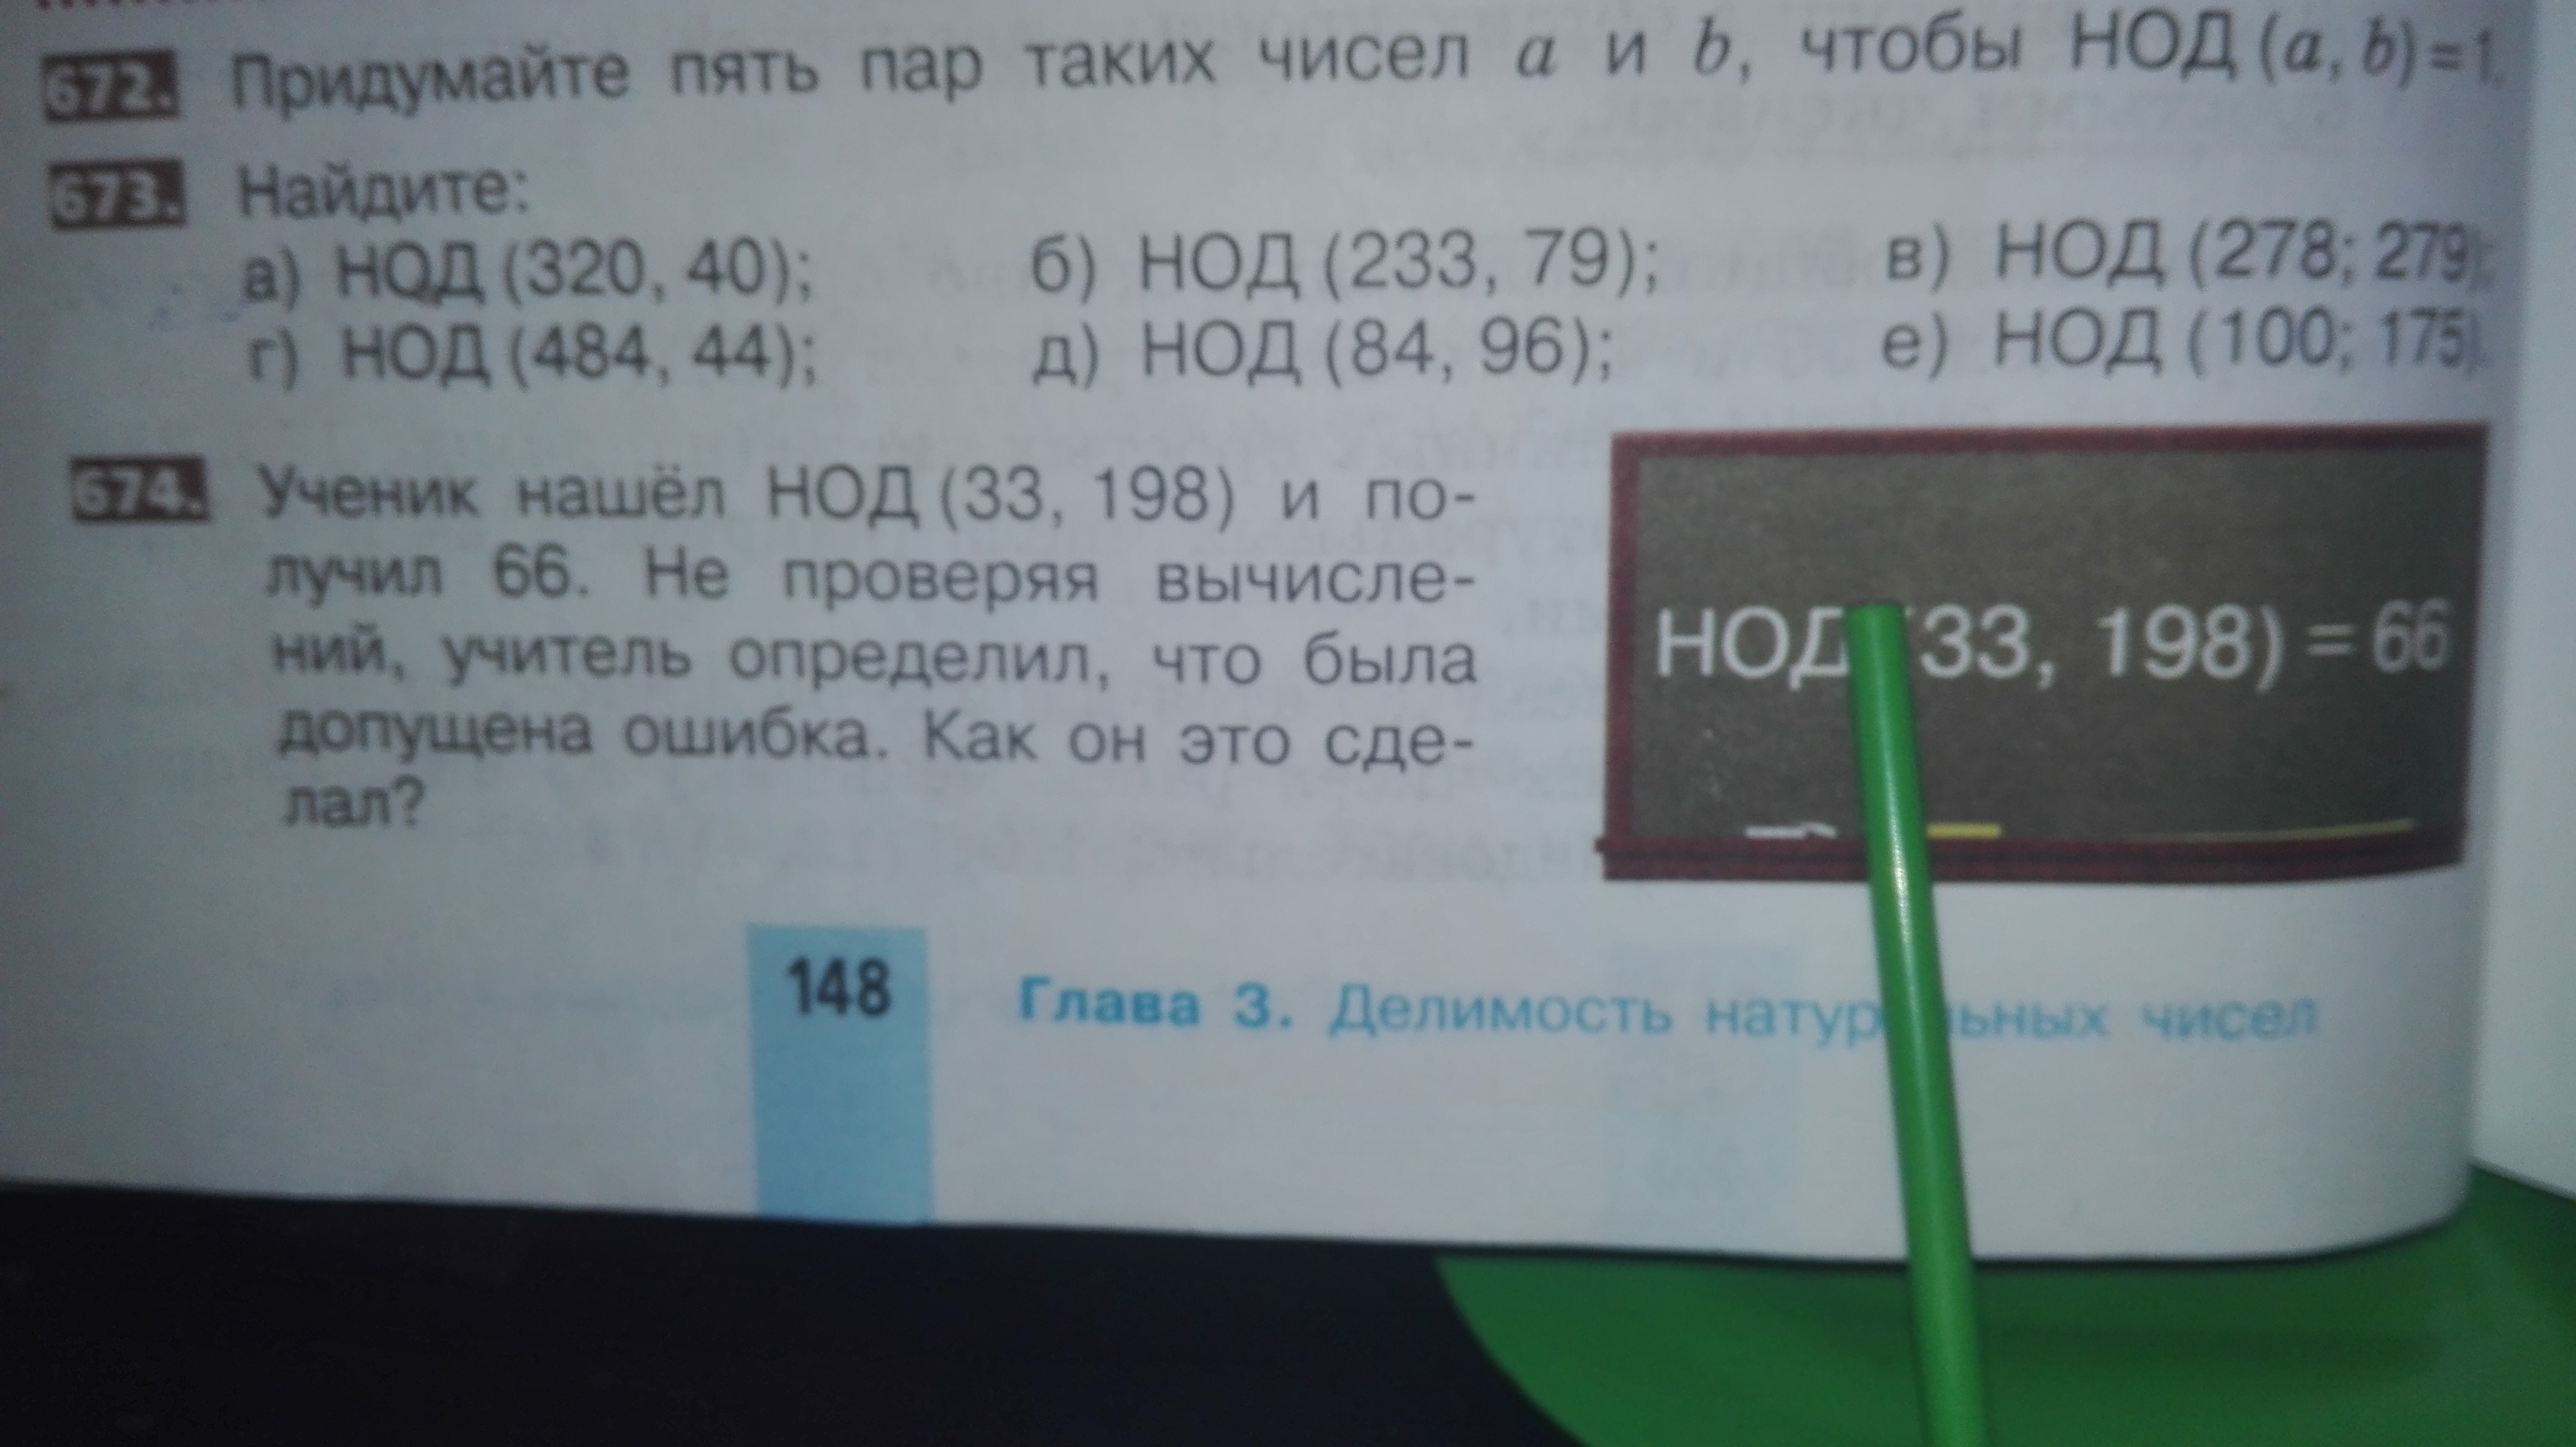 672. Придумайте пять пар таких чисел a и b, чтобы НОД (a, b) = 1.
673. Найдите:
а) НОД (320, 40); б) НОД (233, 79); в) НОД (278; 279);
г) НОД (484, 44); д) НОД (84, 96); е) НОД (100; 175).
674. Ученик нашёл НОД (33, 198) и по-
лучил 66. Не проверяя вычисле-
ний, учитель определил, что была
допущена ошибка. Как он это сде-
лал?
НОД (33, 198) = 66
148 Глава 3. Делимость натуральных чисел